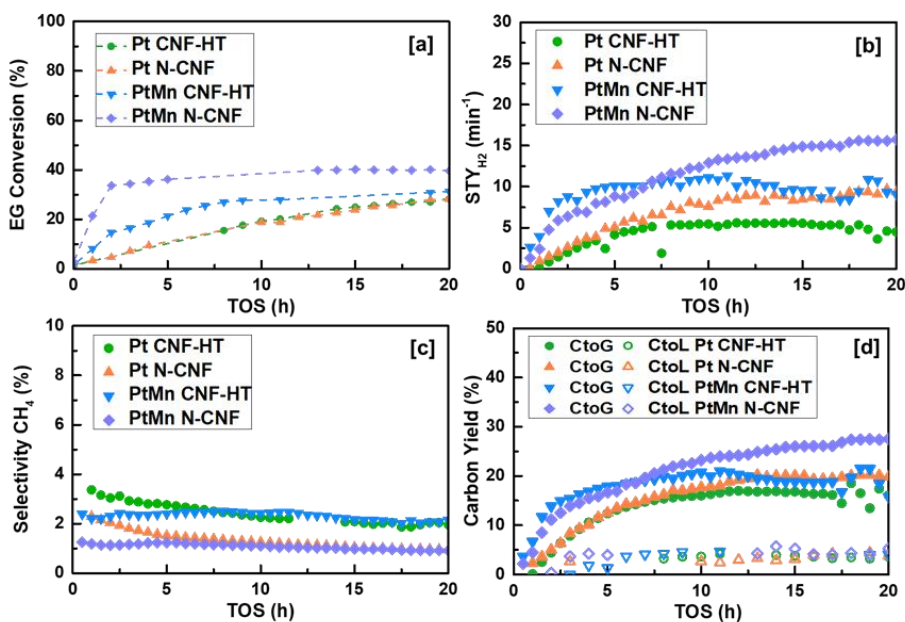 [a]
EG Conversion (%)
100
80
60
40
20
0
Pt CNF-HT
Pt N-CNF
PtMn CNF-HT
PtMn N-CNF
0 5 10 15 20
TOS (h)
[b]
STY_H2 (min⁻¹)
30
25
20
15
10
5
0
Pt CNF-HT
Pt N-CNF
PtMn CNF-HT
PtMn N-CNF
0 5 10 15 20
TOS (h)
[c]
Selectivity CH₄ (%)
10
8
6
4
2
0
Pt CNF-HT
Pt N-CNF
PtMn CNF-HT
PtMn N-CNF
0 5 10 15 20
TOS (h)
[d]
Carbon Yield (%)
50
40
30
20
10
0
CtoG CtoL Pt CNF-HT
CtoG CtoL Pt N-CNF
CtoG CtoL PtMn CNF-HT
CtoG CtoL PtMn N-CNF
0 5 10 15 20
TOS (h)